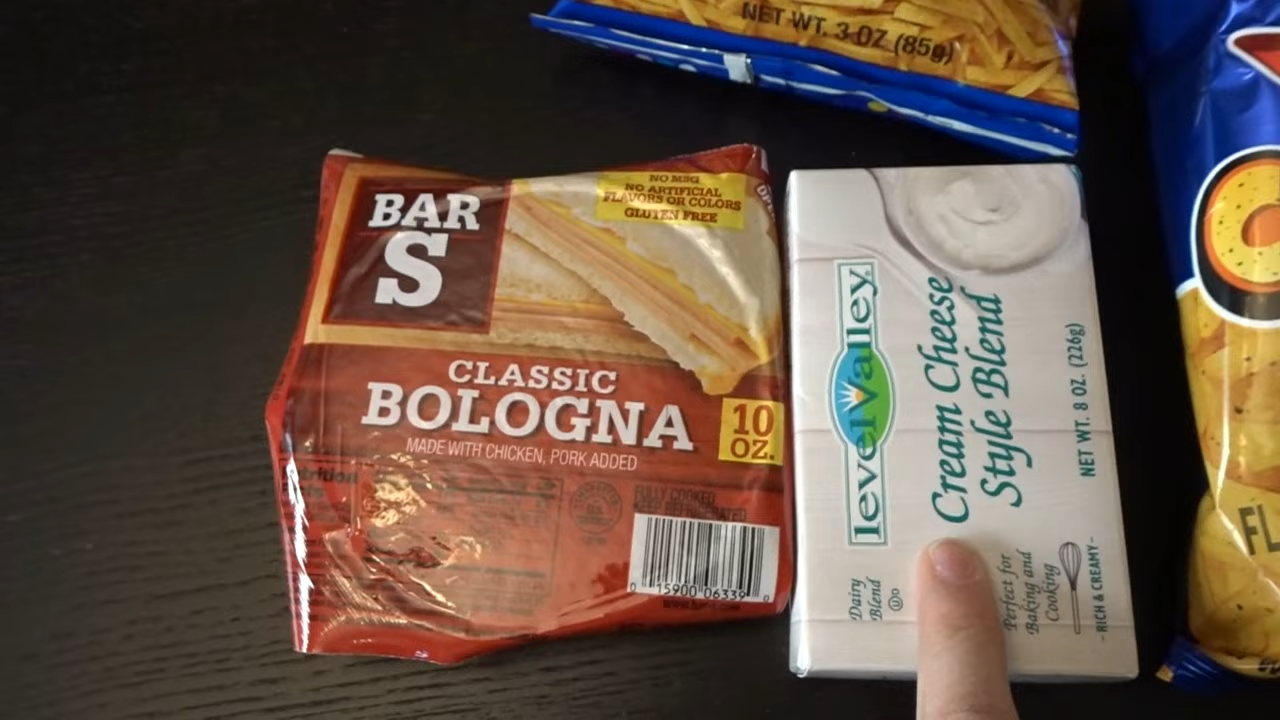 NET WT. 3 OZ (85g)
BAR
S
NO MSG
NO ARTIFICIAL
FLAVORS OR COLORS
GLUTEN FREE
CLASSIC
BOLOGNA
MADE WITH CHICKEN, PORK ADDED
10
OZ.
FULLY COOKED
KEEP REFRIGERATED
0 15900 06339 0
levelValley
Cream Cheese
Style Blend
NET WT. 8 OZ. (226g)
Dairy
Blend
Perfect for
Baking and
Cooking
- RICH & CREAMY -
FL